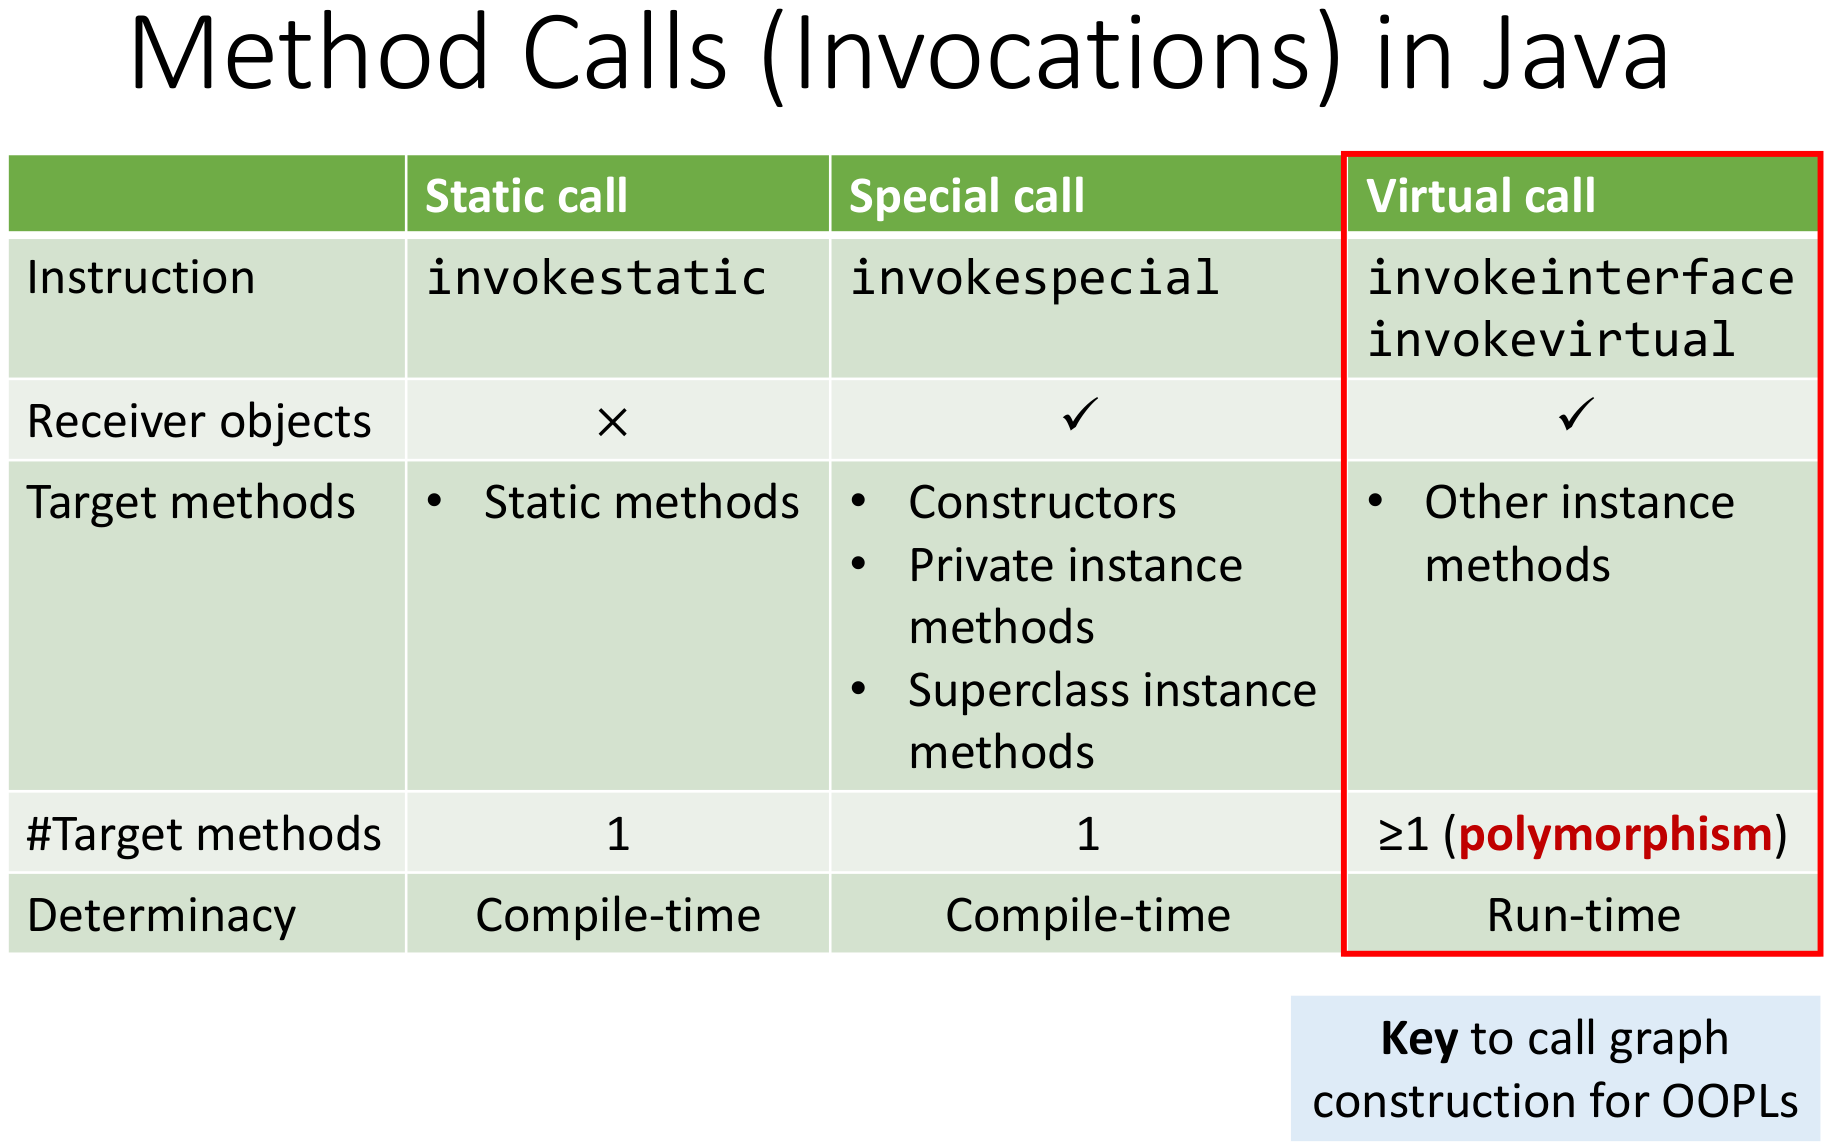 Method Calls (Invocations) in Java
Static call
Special call
Virtual call
Instruction
invokestatic
invokespecial
invokeinterface
invokevirtual
Receiver objects
×
✓
✓
Target methods
• Static methods
• Constructors
• Private instance
methods
• Superclass instance
methods
• Other instance
methods
#Target methods
1
1
≥1 (polymorphism)
Determinacy
Compile-time
Compile-time
Run-time
Key to call graph
construction for OOPLs